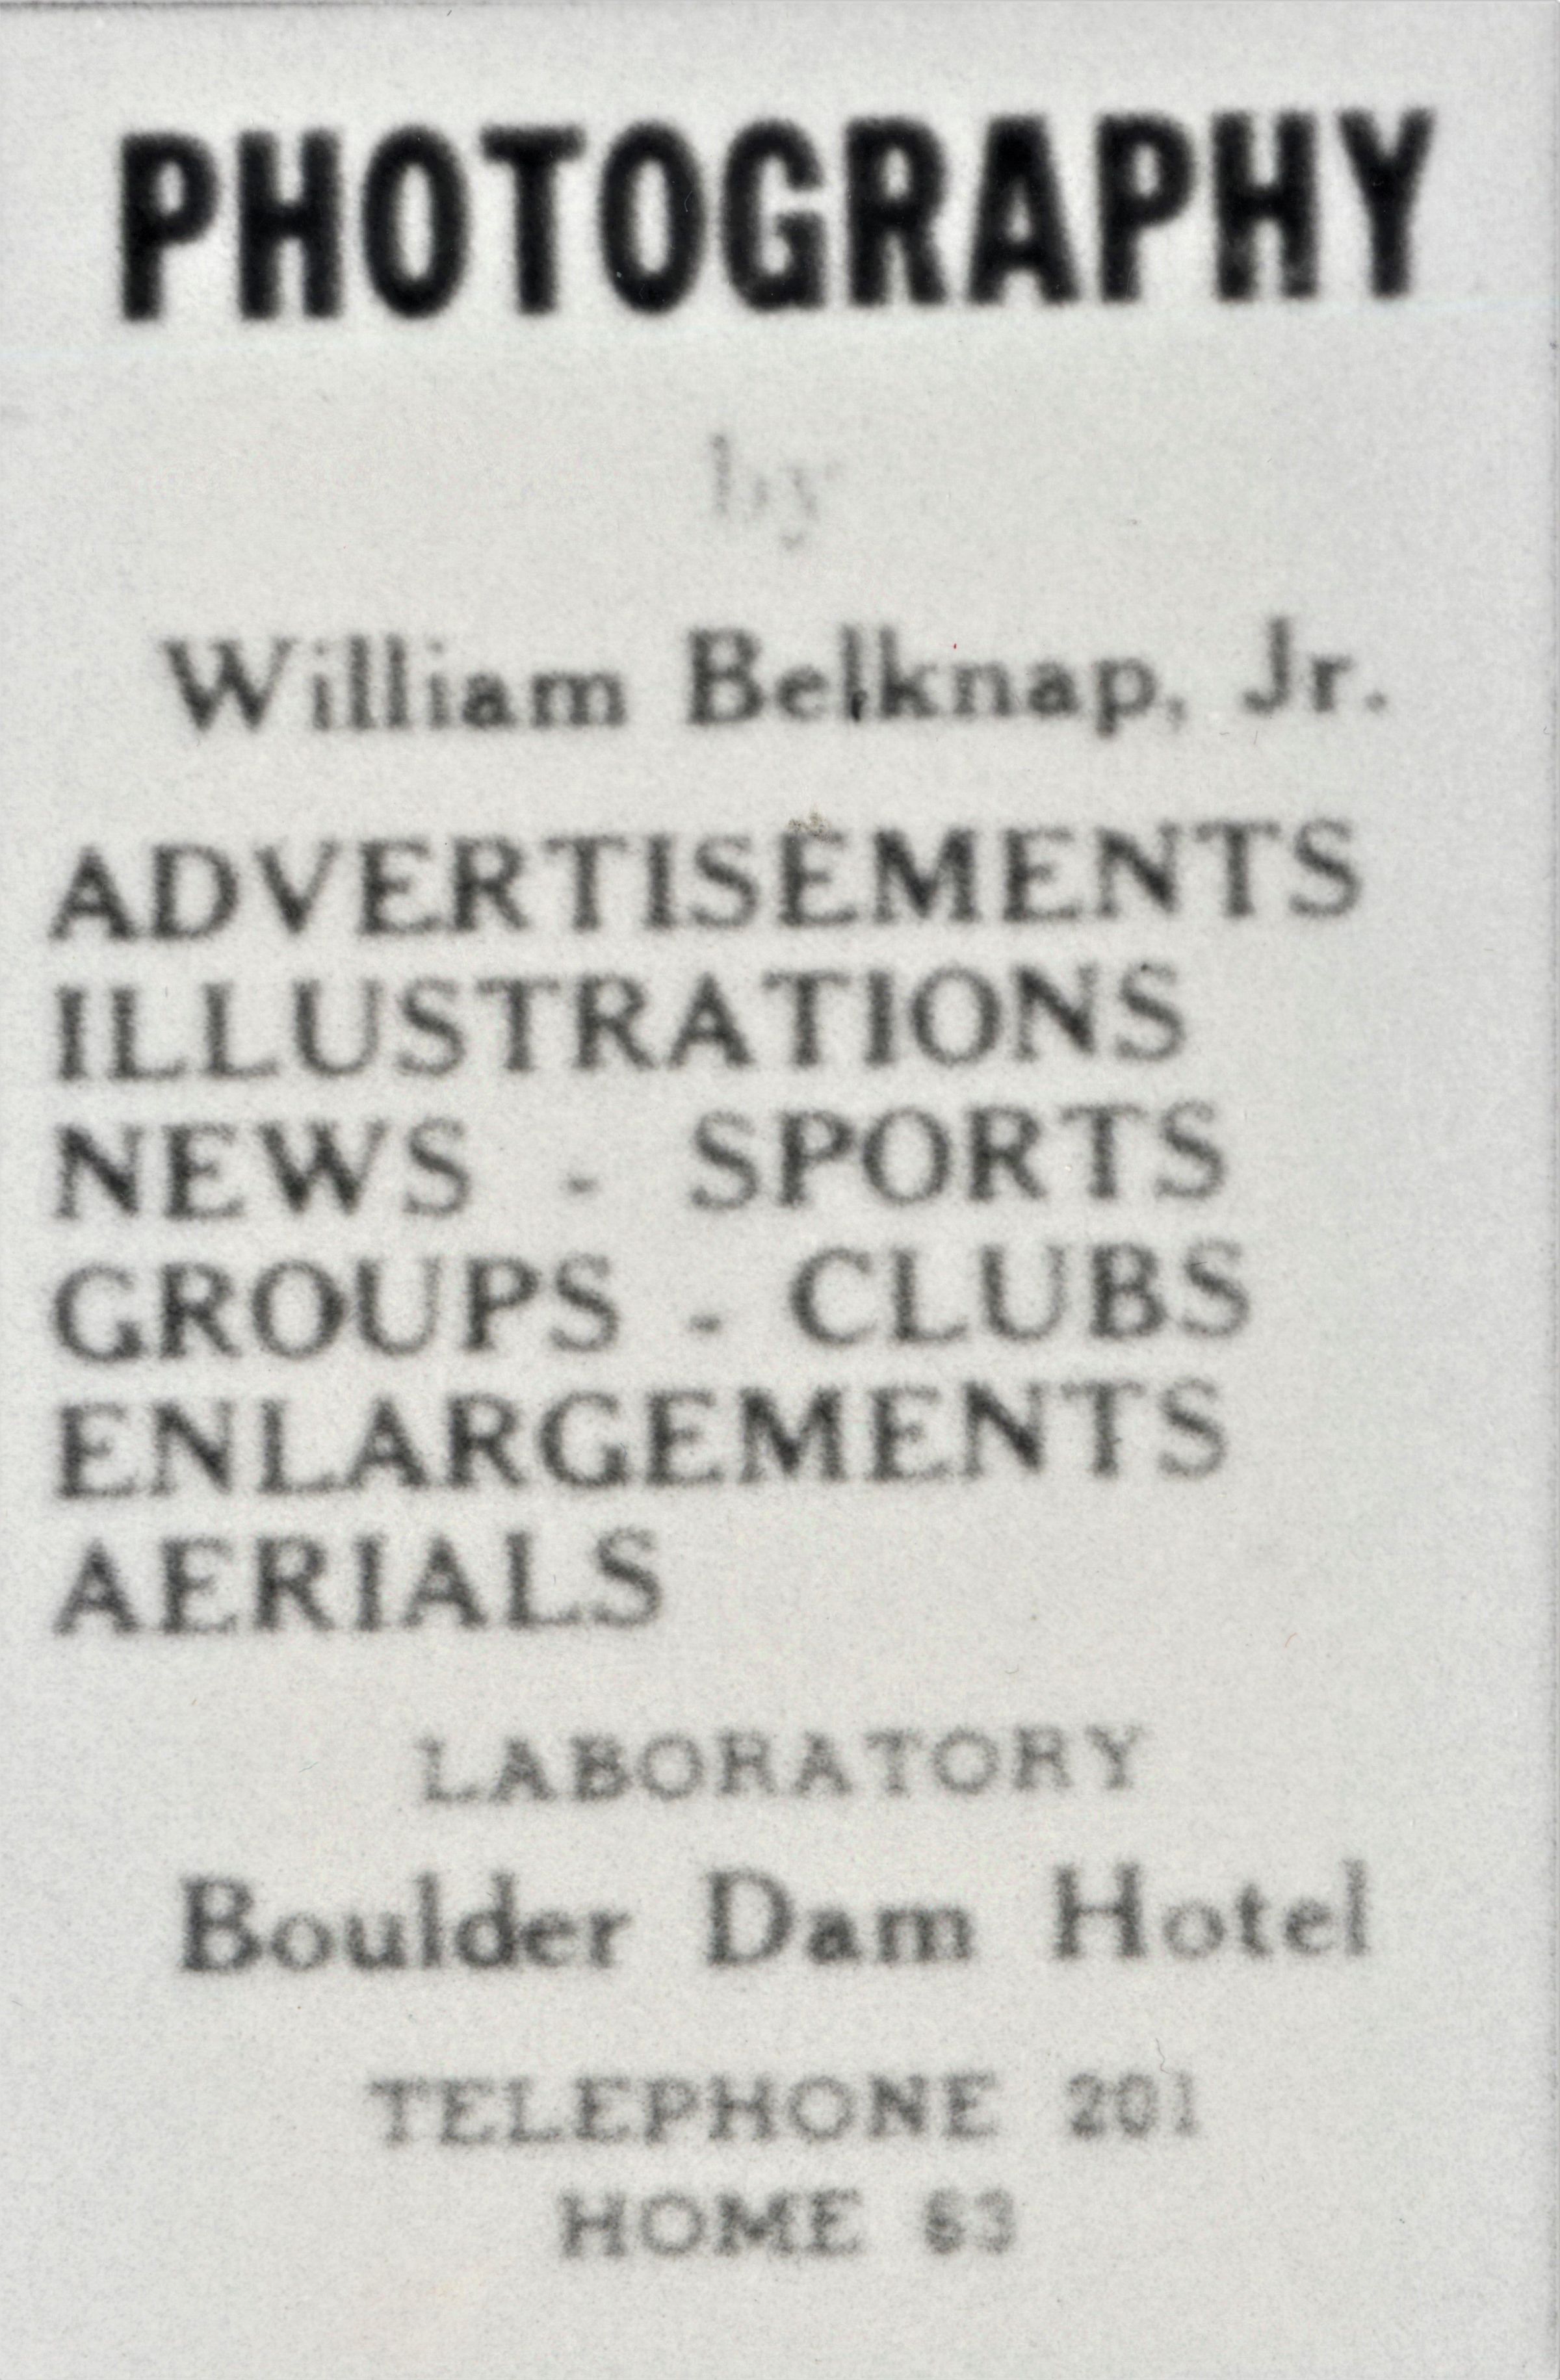 PHOTOGRAPHY
by
William Belknap, Jr.
ADVERTISEMENTS
ILLUSTRATIONS
NEWS - SPORTS
GROUPS - CLUBS
ENLARGEMENTS
AERIALS
LABORATORY
Boulder Dam Hotel
TELEPHONE 201
HOME